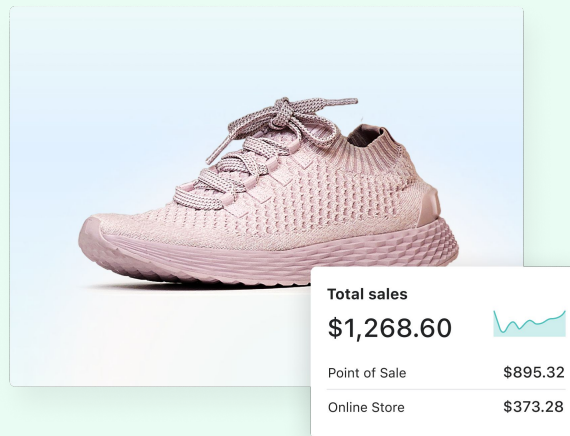 Total sales
$1,268.60
Point of Sale $895.32
Online Store $373.28